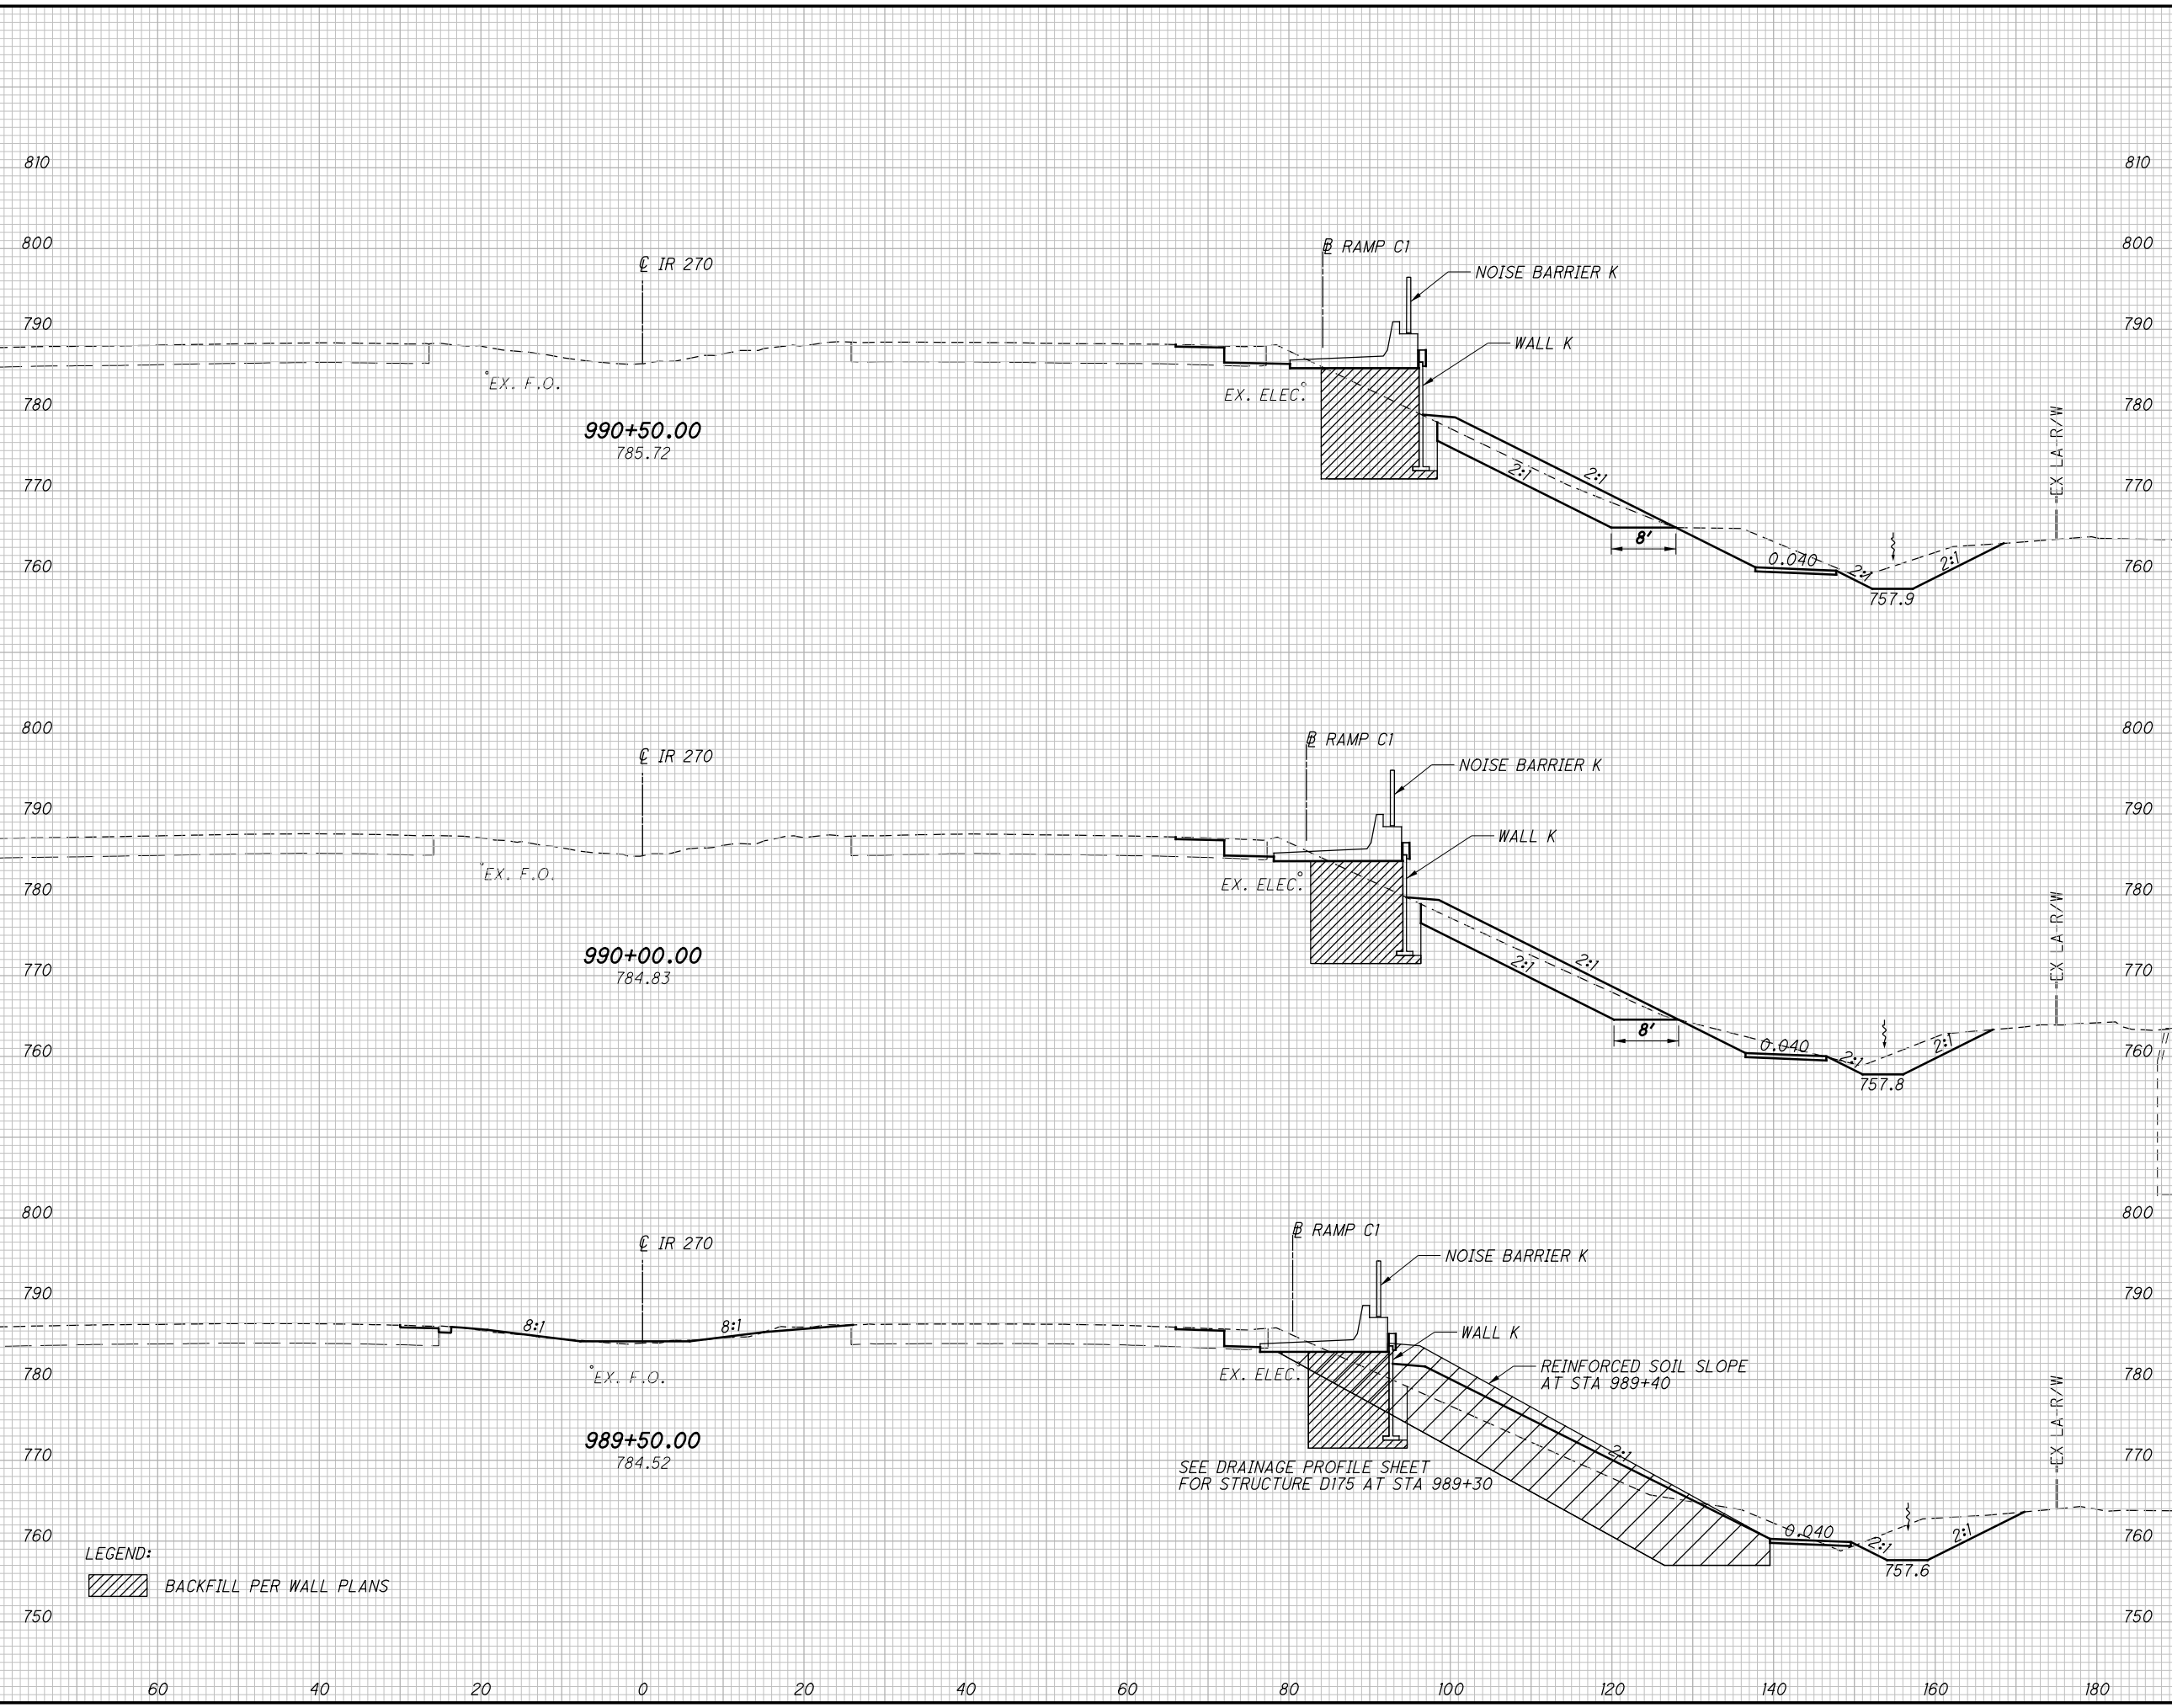 810 810
800 800
℄ IR 270
⅊ RAMP C1
NOISE BARRIER K
790 790
WALL K
EX. F.O.
EX. ELEC.
780 780
990+50.00
785.72
EX LA R/W
770 770
2:1 2:1
8'
760 760
0.040
2:1 2:1
757.9
800 800
℄ IR 270
⅊ RAMP C1
NOISE BARRIER K
790 790
WALL K
EX. F.O.
EX. ELEC.
780 780
990+00.00
784.83
EX LA R/W
770 770
2:1 2:1
8'
760 760
0.040
2:1 2:1
757.8
800 800
℄ IR 270
⅊ RAMP C1
NOISE BARRIER K
790 790
8:1 8:1
WALL K
REINFORCED SOIL SLOPE
AT STA 989+40
EX. F.O.
EX. ELEC.
780 780
989+50.00
784.52
EX LA R/W
770 770
2:1
SEE DRAINAGE PROFILE SHEET
FOR STRUCTURE D175 AT STA 989+30
760 760
0.040
2:1 2:1
757.6
LEGEND:
BACKFILL PER WALL PLANS
750 750
60 40 20 0 20 40 60 80 100 120 140 160 180